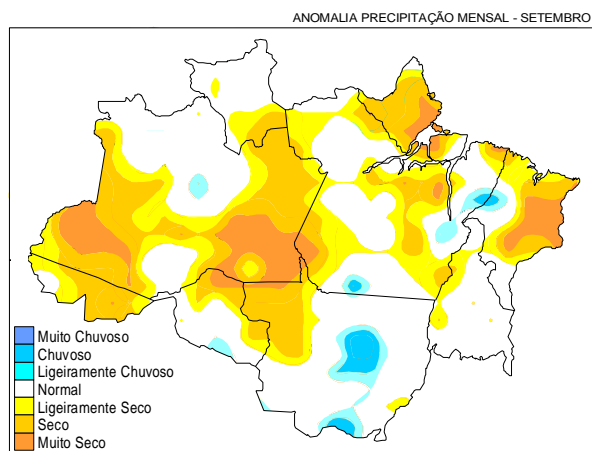 ANOMALIA PRECIPITAÇÃO MENSAL - SETEMBRO
Muito Chuvoso
Chuvoso
Ligeiramente Chuvoso
Normal
Ligeiramente Seco
Seco
Muito Seco